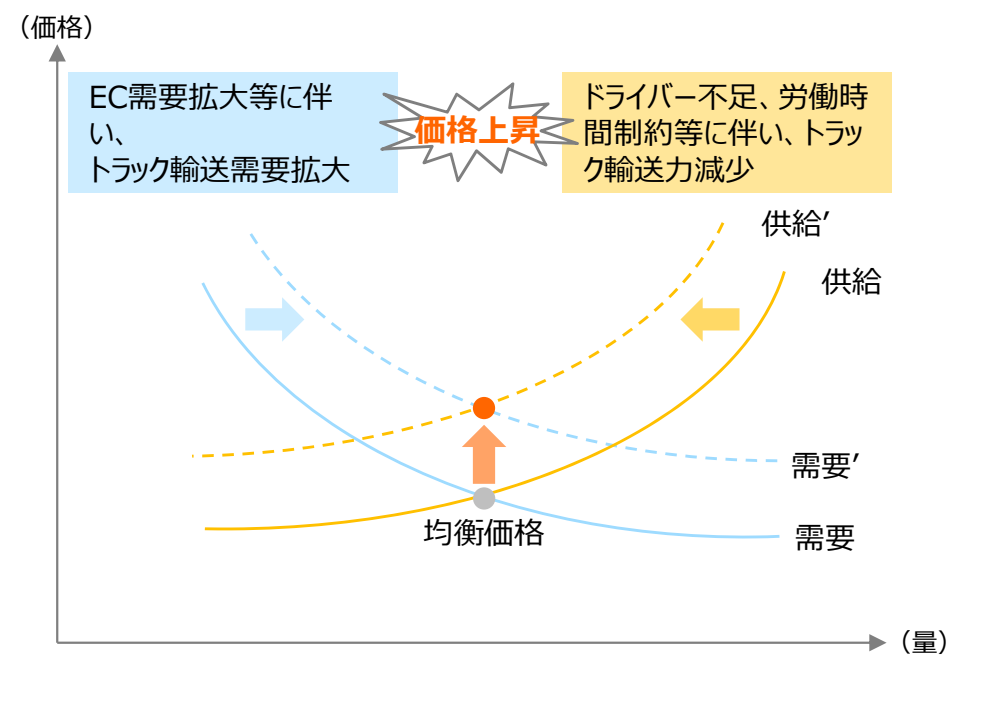 （価格）
EC需要拡大等に伴
い、
トラック輸送需要拡大
価格上昇
ドライバー不足、労働時
間制約等に伴い、トラッ
ク輸送力減少
供給’
供給
需要’
需要
均衡価格
（量）